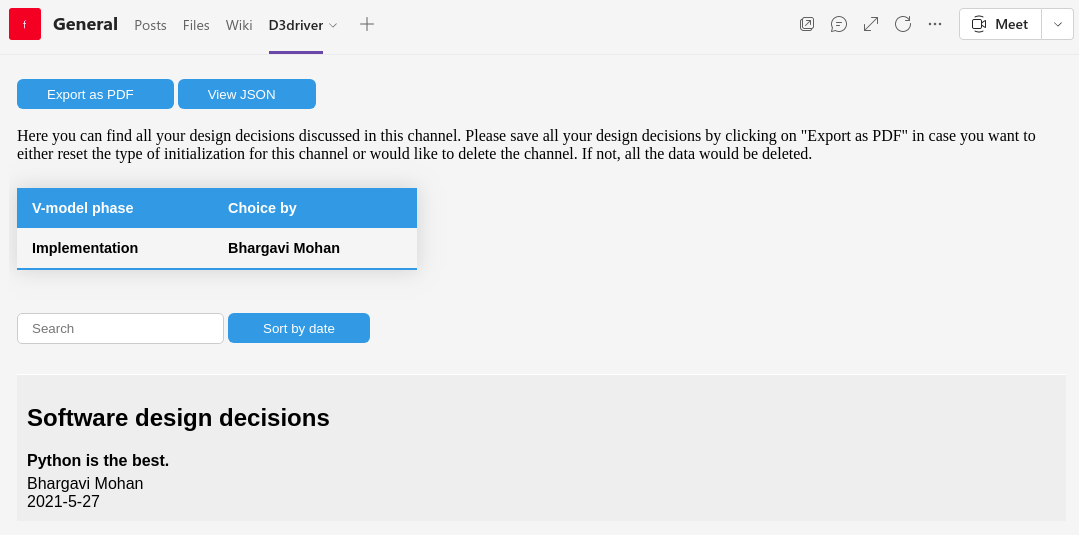 f General Posts Files Wiki D3driver Meet
Export as PDF View JSON
Here you can find all your design decisions discussed in this channel. Please save all your design decisions by clicking on "Export as PDF" in case you want to
either reset the type of initialization for this channel or would like to delete the channel. If not, all the data would be deleted.
V-model phase Choice by
Implementation Bhargavi Mohan
Search Sort by date
Software design decisions
Python is the best.
Bhargavi Mohan
2021-5-27